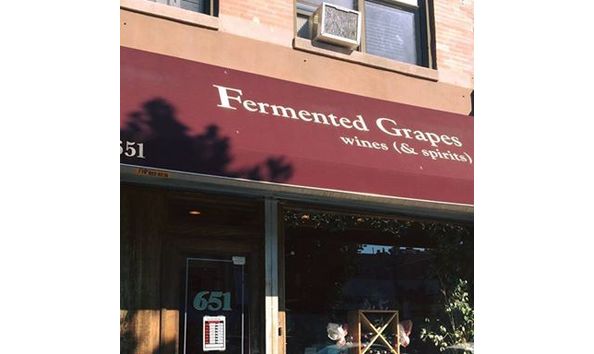 Fermented Grapes
wines (& spirits)
651
651